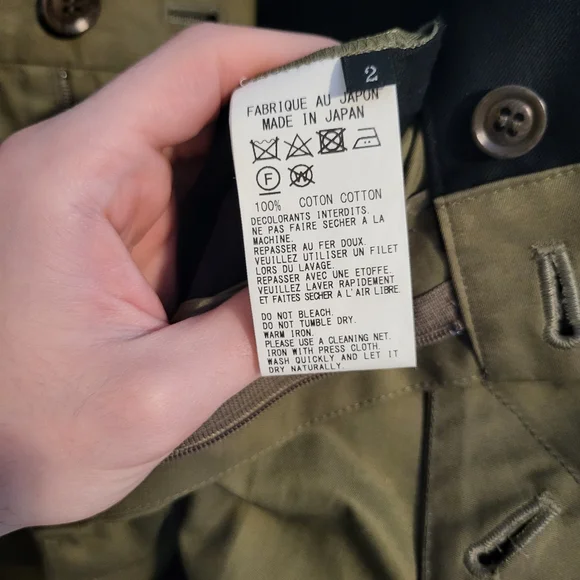 2
FABRIQUE AU JAPON
MADE IN JAPAN
F W
100% COTON COTTON
DECOLORANTS INTERDITS.
NE PAS FAIRE SECHER A LA
MACHINE.
REPASSER AU FER DOUX.
VEUILLEZ UTILISER UN FILET
LORS DU LAVAGE.
REPASSER AVEC UNE ETOFFE.
VEUILLEZ LAVER RAPIDEMENT
ET FAITES SECHER A L'AIR LIBRE.
DO NOT BLEACH.
DO NOT TUMBLE DRY.
WARM IRON.
PLEASE USE A CLEANING NET.
IRON WITH PRESS CLOTH.
WASH QUICKLY AND LET IT
DRY NATURALLY.